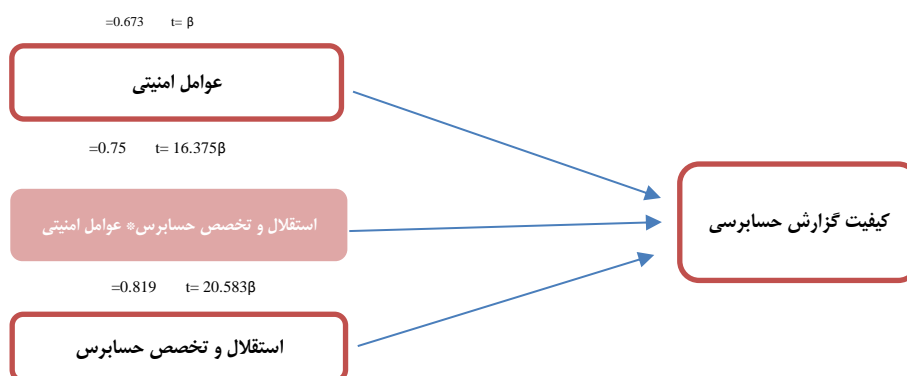 =0.673 t= β
عوامل امنیتی
=0.75 t= 16.375β
استقلال و تخصص حسابرس* عوامل امنیتی
کیفیت گزارش حسابرسی
=0.819 t= 20.583β
استقلال و تخصص حسابرس